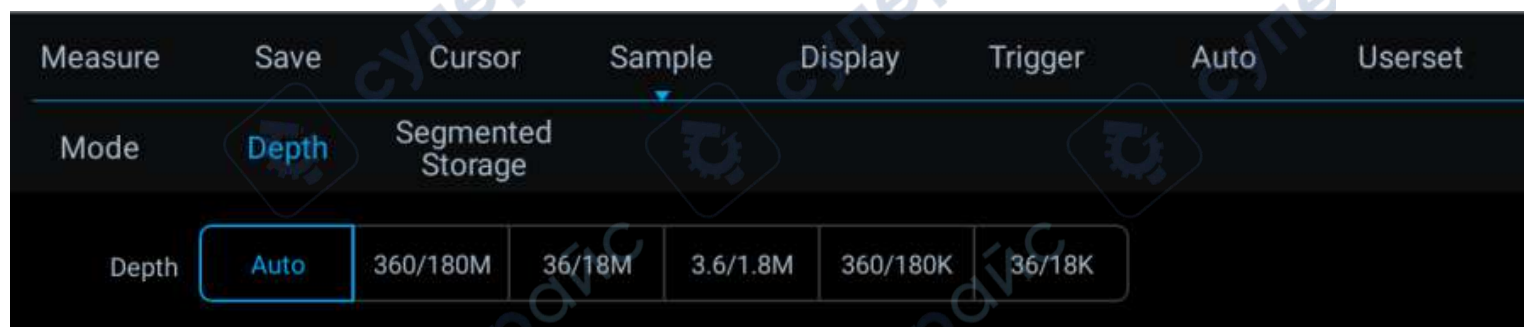 Measure Save Cursor Sample Display Trigger Auto Userset
Mode Depth Segmented Storage
Depth Auto 360/180M 36/18M 3.6/1.8M 360/180K 36/18K